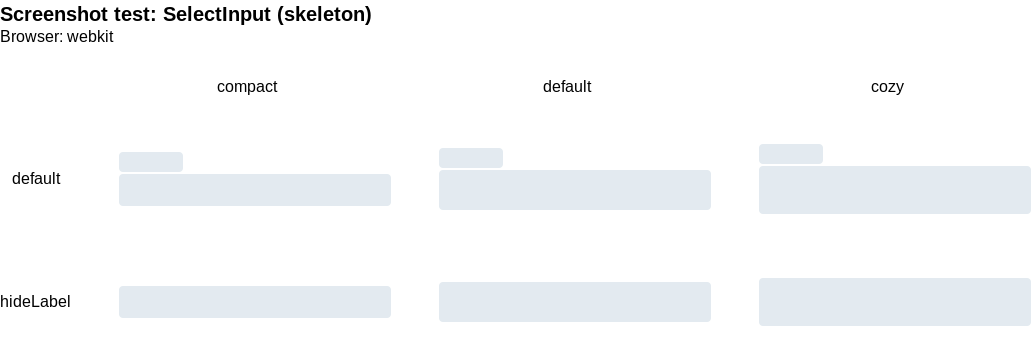 Screenshot test: SelectInput (skeleton)
Browser: webkit
compact default cozy
default
hideLabel